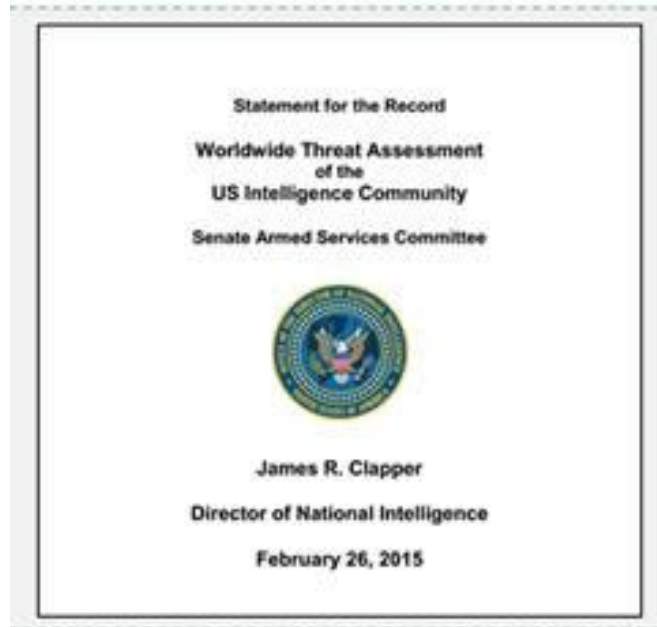 Statement for the Record
Worldwide Threat Assessment
of the
US Intelligence Community
Senate Armed Services Committee
James R. Clapper
Director of National Intelligence
February 26, 2015